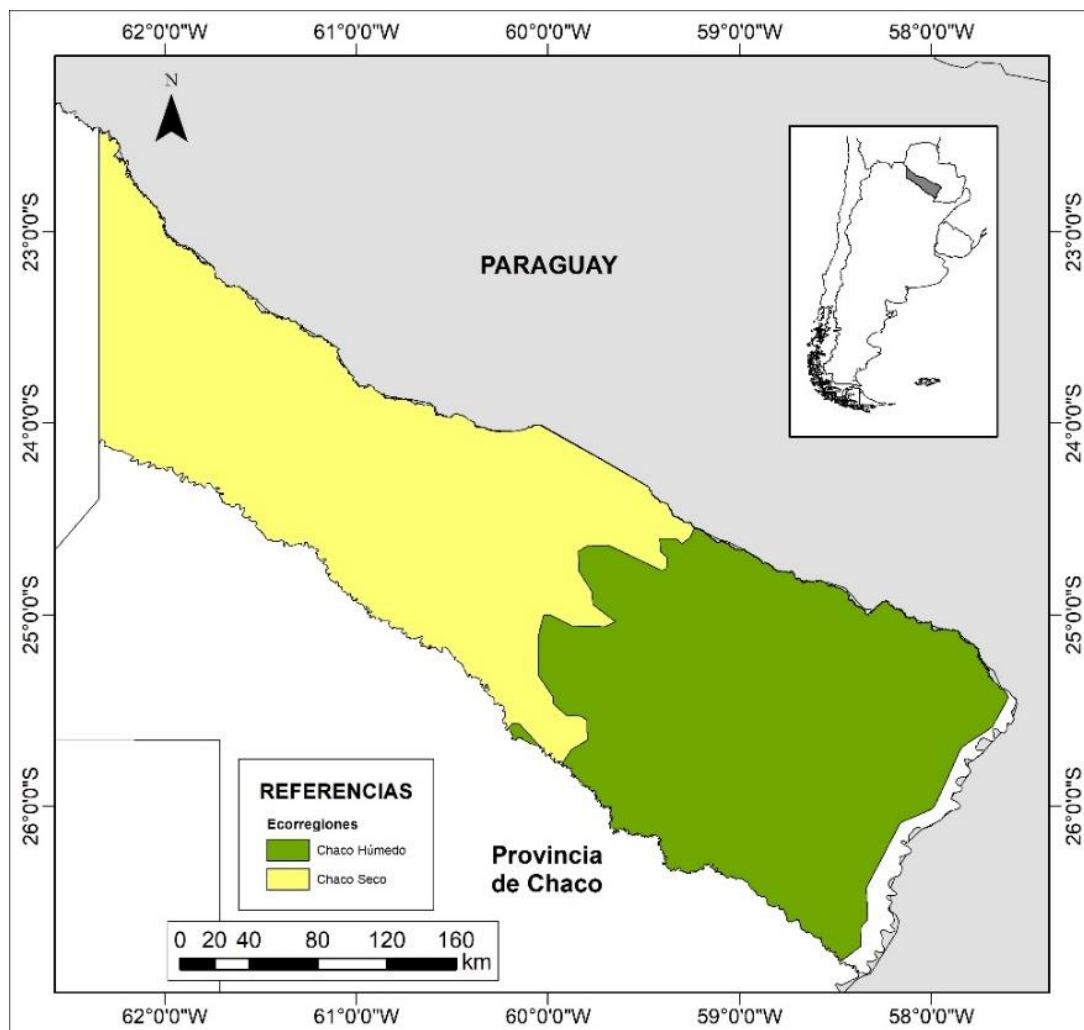 62°0'0"W 61°0'0"W 60°0'0"W 59°0'0"W 58°0'0"W
N
23°0'0"S
23°0'0"S
PARAGUAY
24°0'0"S
24°0'0"S
25°0'0"S
25°0'0"S
26°0'0"S
26°0'0"S
REFERENCIAS
Ecorregiones
Chaco Húmedo
Chaco Seco
Provincia
de Chaco
0 20 40 80 120 160
km
62°0'0"W 61°0'0"W 60°0'0"W 59°0'0"W 58°0'0"W